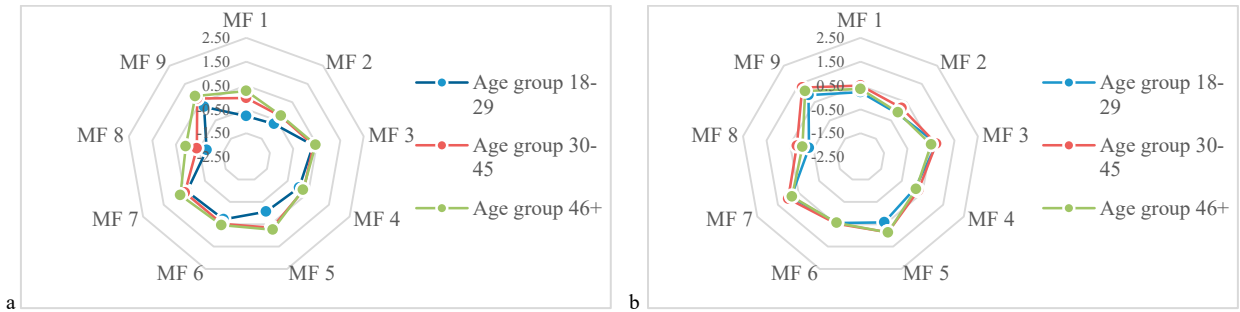 MF 1
MF 2
MF 3
MF 4
MF 5
MF 6
MF 7
MF 8
MF 9
2.50
1.50
0.50
-0.50
-1.50
-2.50
Age group 18-
29
Age group 30-
45
Age group 46+
a
MF 1
MF 2
MF 3
MF 4
MF 5
MF 6
MF 7
MF 8
MF 9
2.50
1.50
0.50
-0.50
-1.50
-2.50
Age group 18-
29
Age group 30-
45
Age group 46+
b